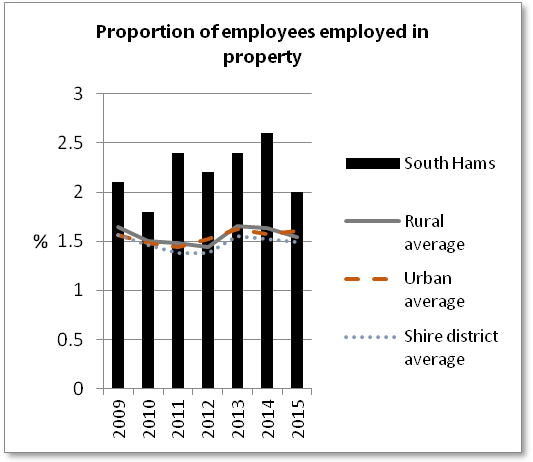 Proportion of employees employed in
property
3
2.5
2
1.5
1
0.5
0
%
2009
2010
2011
2012
2013
2014
2015
South Hams
Rural
average
Urban
average
Shire district
average